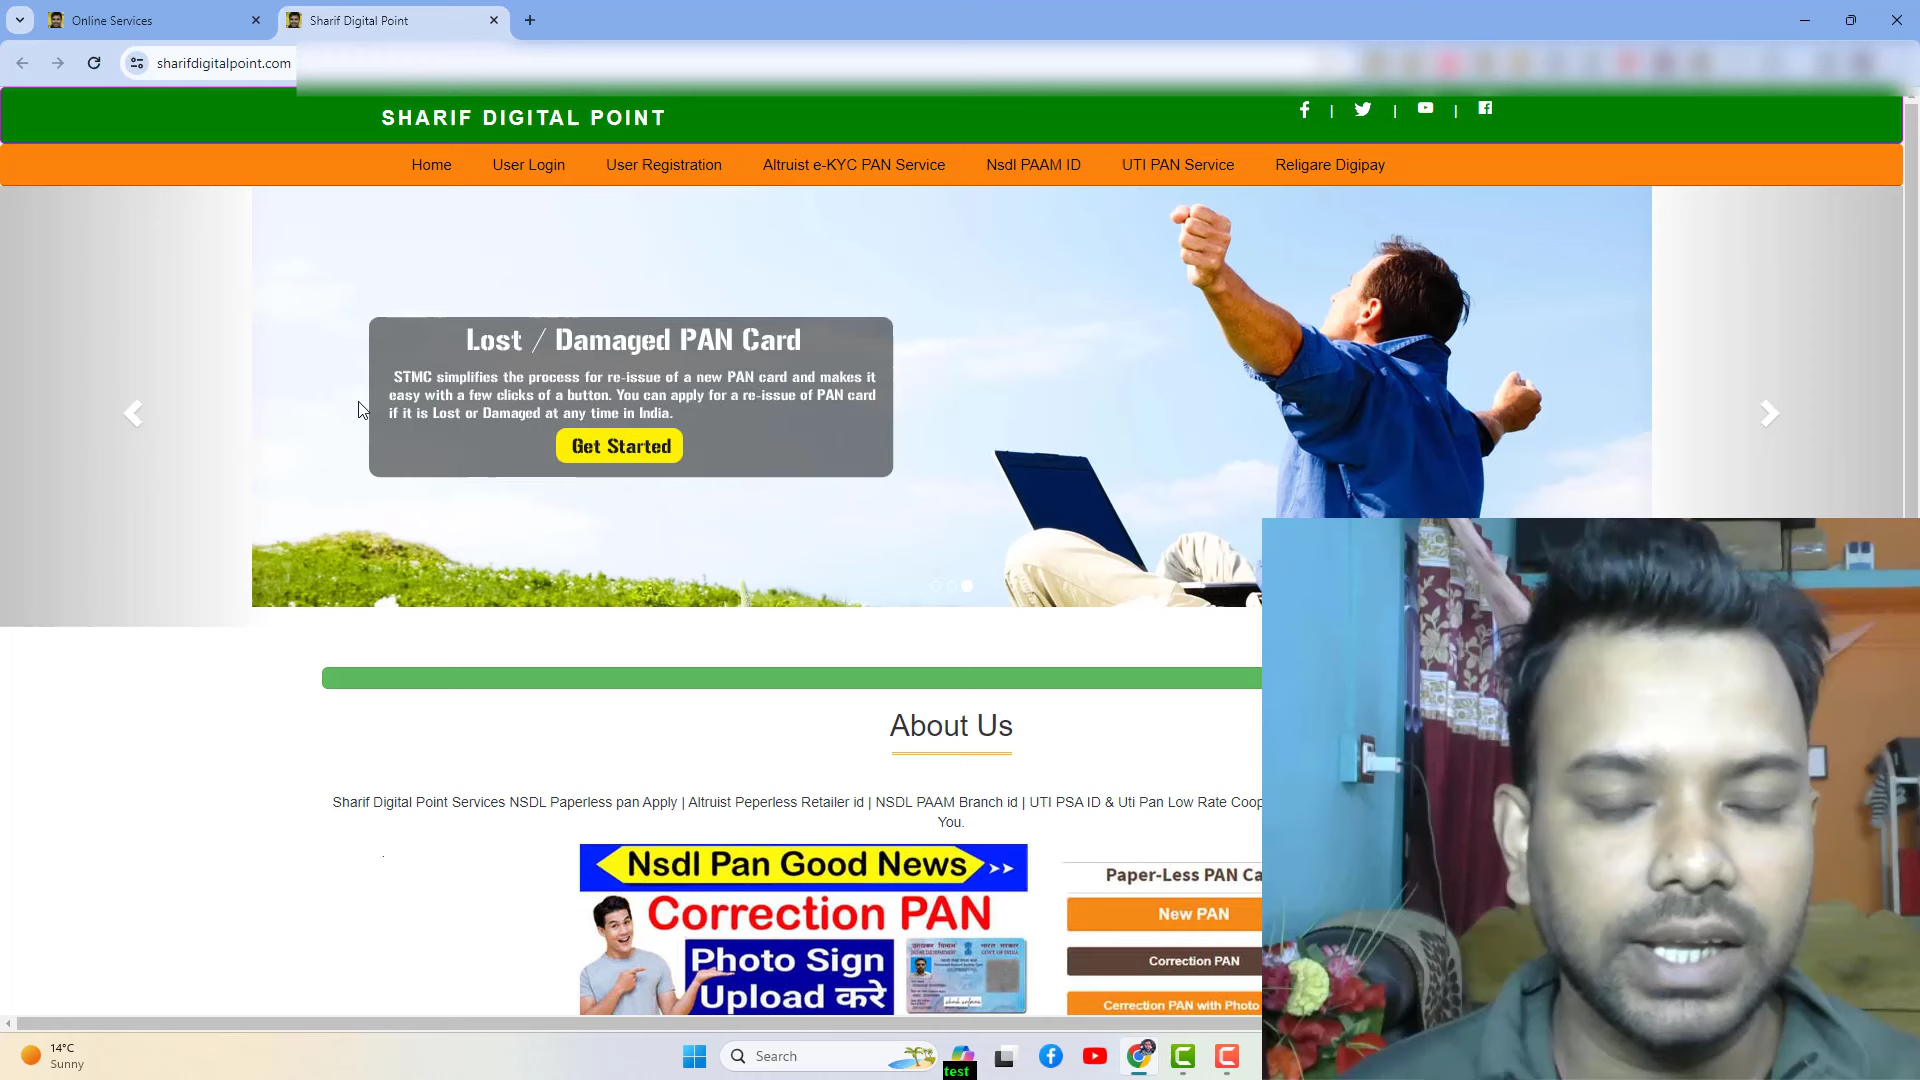 Online Services
Sharif Digital Point
sharifdigitalpoint.com
SHARIF DIGITAL POINT
Home
User Login
User Registration
Altruist e-KYC PAN Service
Nsdl PAAM ID
UTI PAN Service
Religare Digipay
Lost / Damaged PAN Card
STMC simplifies the process for re-issue of a new PAN card and makes it
easy with a few clicks of a button. You can apply for a re-issue of PAN card
if it is Lost or Damaged at any time in India.
Get Started
About Us
Sharif Digital Point Services NSDL Paperless pan Apply | Altruist Peperless Retailer id | NSDL PAAM Branch id | UTI PSA ID & Uti Pan Low Rate Coop
You.
Nsdl Pan Good News >>
Correction PAN
Photo Sign
Upload करे
Paper-Less PAN Ca
New PAN
Correction PAN
Cerrection PAN with Photo
14°C
Sunny
Search
test